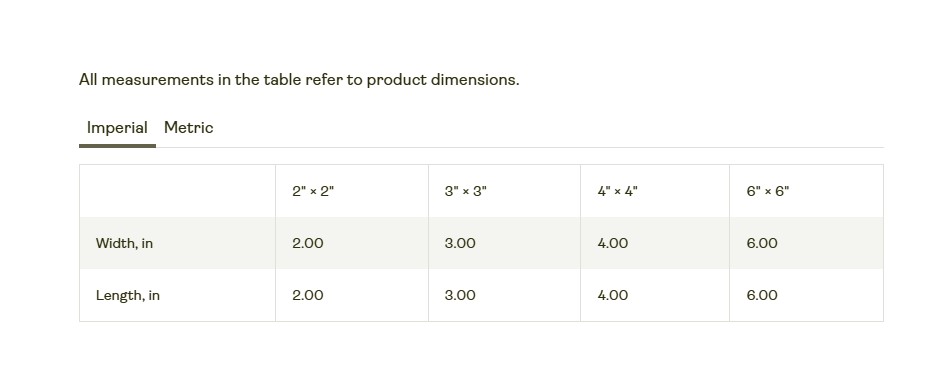 All measurements in the table refer to product dimensions.
Imperial Metric
2" × 2" 3" × 3" 4" × 4" 6" × 6"
Width, in 2.00 3.00 4.00 6.00
Length, in 2.00 3.00 4.00 6.00